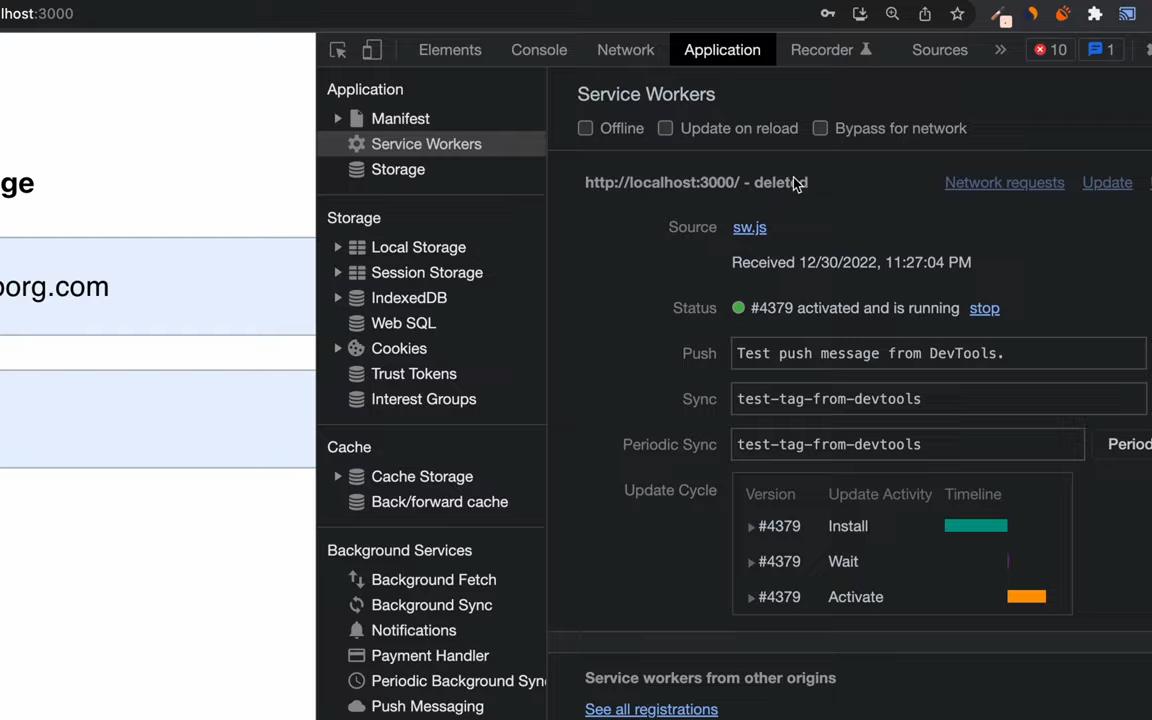 lhost:3000
Elements
Console
Network
Application
Recorder
Sources
10
1
ge
org.com
Application
Manifest
Service Workers
Storage
Storage
Local Storage
Session Storage
IndexedDB
Web SQL
Cookies
Trust Tokens
Interest Groups
Cache
Cache Storage
Back/forward cache
Background Services
Background Fetch
Background Sync
Notifications
Payment Handler
Periodic Background Sync
Push Messaging
Service Workers
Offline
Update on reload
Bypass for network
http://localhost:3000/ - deleted
Network requests
Update
Source
sw.js
Received 12/30/2022, 11:27:04 PM
Status
#4379 activated and is running stop
Push
Test push message from DevTools.
Sync
test-tag-from-devtools
Periodic Sync
test-tag-from-devtools
Period
Update Cycle
Version Update Activity Timeline
#4379 Install
#4379 Wait
#4379 Activate
Service workers from other origins
See all registrations